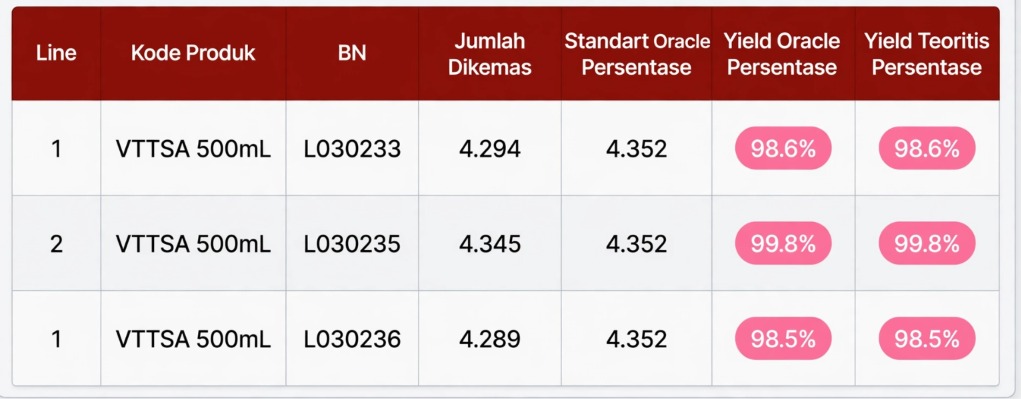 Line Kode Produk BN Jumlah Dikemas Standart Oracle Persentase Yield Oracle Persentase Yield Teoritis Persentase
1 VTTSA 500mL L030233 4.294 4.352 98.6% 98.6%
2 VTTSA 500mL L030235 4.345 4.352 99.8% 99.8%
1 VTTSA 500mL L030236 4.289 4.352 98.5% 98.5%